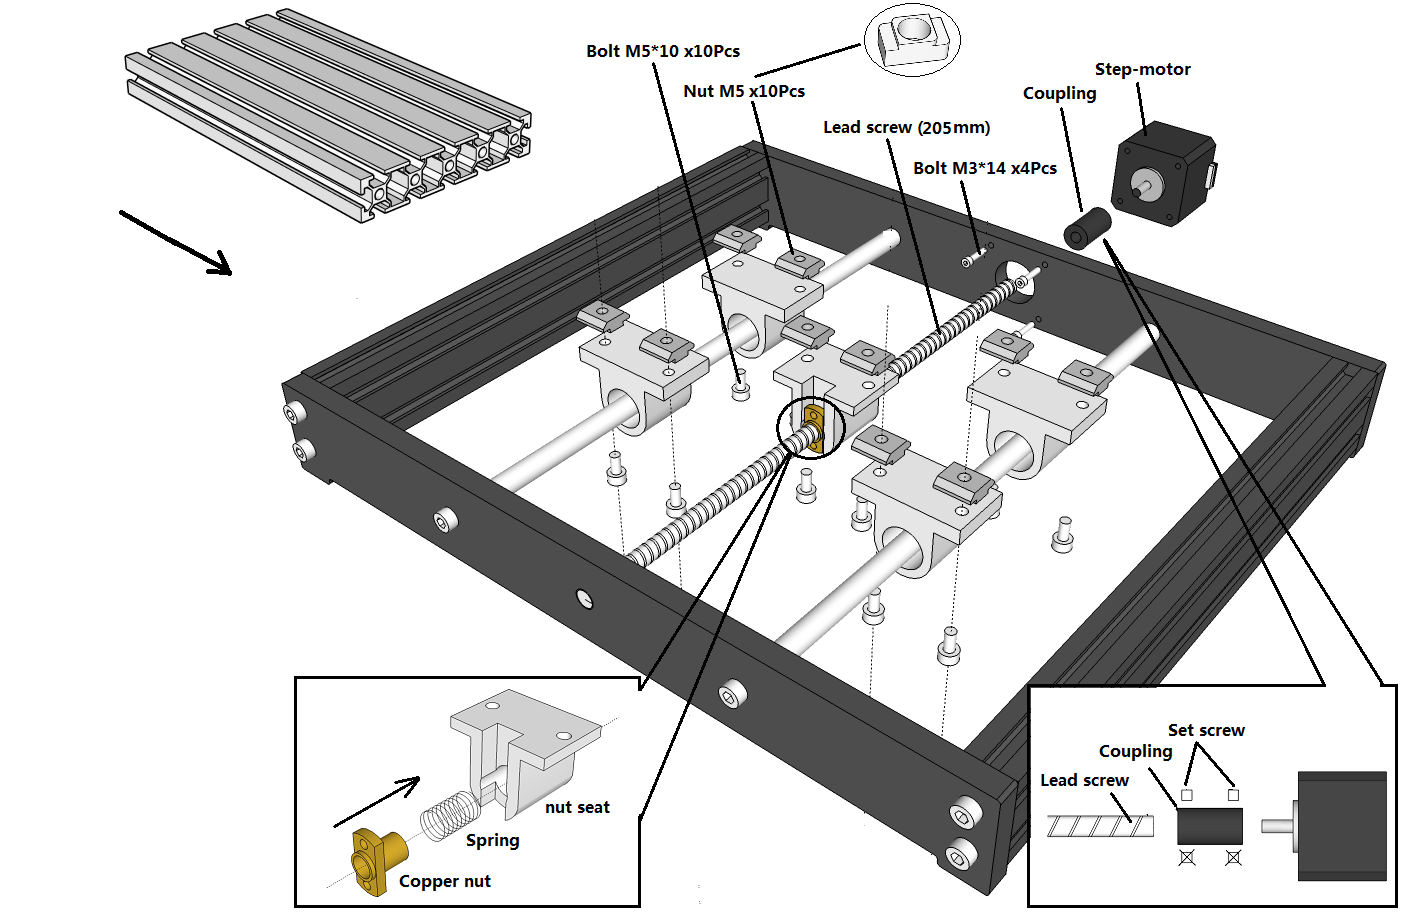 Bolt M5*10 x10Pcs
Nut M5 x10Pcs
Step-motor
Coupling
Lead screw (205mm)
Bolt M3*14 x4Pcs
nut seat
Spring
Copper nut
Set screw
Coupling
Lead screw